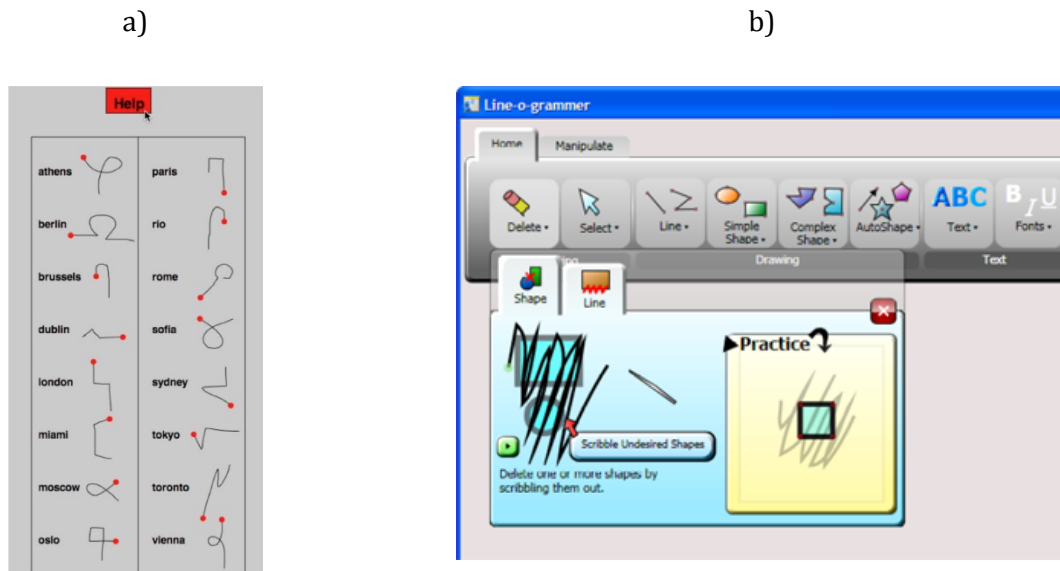 a)
b)
Help
athens paris
berlin rio
brussels rome
dublin sofia
london sydney
miami tokyo
moscow toronto
oslo vienna
Line-o-grammer
Home Manipulate
Delete Select Line Simple Shape Complex Shape AutoShape ABC Text B I U Fonts
Drawing Text
Shape Line
Practice
Scribble Undesired Shapes
Delete one or more shapes by
scribbling them out.